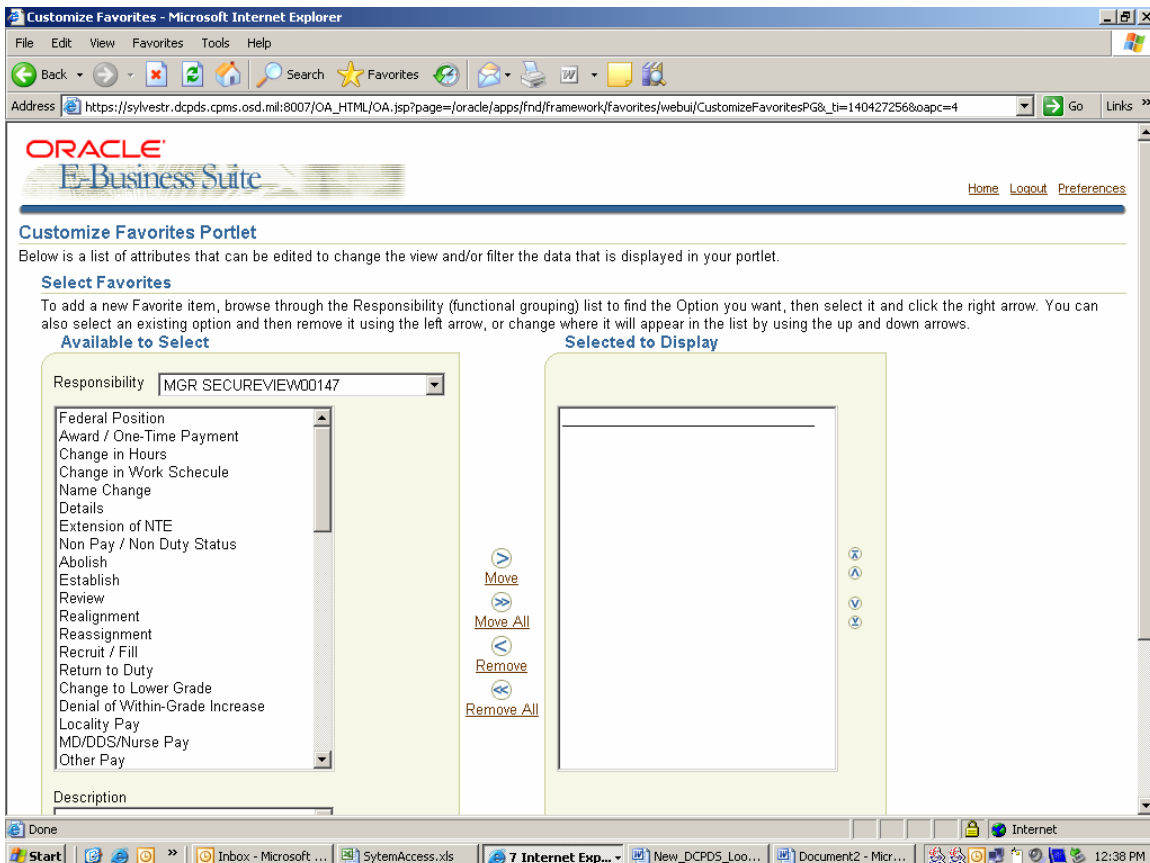 Customize Favorites - Microsoft Internet Explorer
File Edit View Favorites Tools Help
Back Search Favorites
Address https://sylvestr.dcpds.cpms.osd.mil:8007/OA_HTML/OA.jsp?page=/oracle/apps/fnd/framework/favorites/webui/CustomizeFavoritesPG&_ti=140427256&oapc=4 Go Links »
ORACLE
E-Business Suite
Home Logout Preferences
Customize Favorites Portlet
Below is a list of attributes that can be edited to change the view and/or filter the data that is displayed in your portlet.
Select Favorites
To add a new Favorite item, browse through the Responsibility (functional grouping) list to find the Option you want, then select it and click the right arrow. You can
also select an existing option and then remove it using the left arrow, or change where it will appear in the list by using the up and down arrows.
Available to Select
Responsibility MGR SECUREVIEW00147
Federal Position
Award / One-Time Payment
Change in Hours
Change in Work Schecule
Name Change
Details
Extension of NTE
Non Pay / Non Duty Status
Abolish
Establish
Review
Realignment
Reassignment
Recruit / Fill
Return to Duty
Change to Lower Grade
Denial of Within-Grade Increase
Locality Pay
MD/DDS/Nurse Pay
Other Pay
Description
Move
Move All
Remove
Remove All
Selected to Display
Done Internet
Start » Inbox - Microsoft ... SytemAccess.xls 7 Internet Exp... New_DCPDS_Loo... Document2 - Micr... 12:38 PM